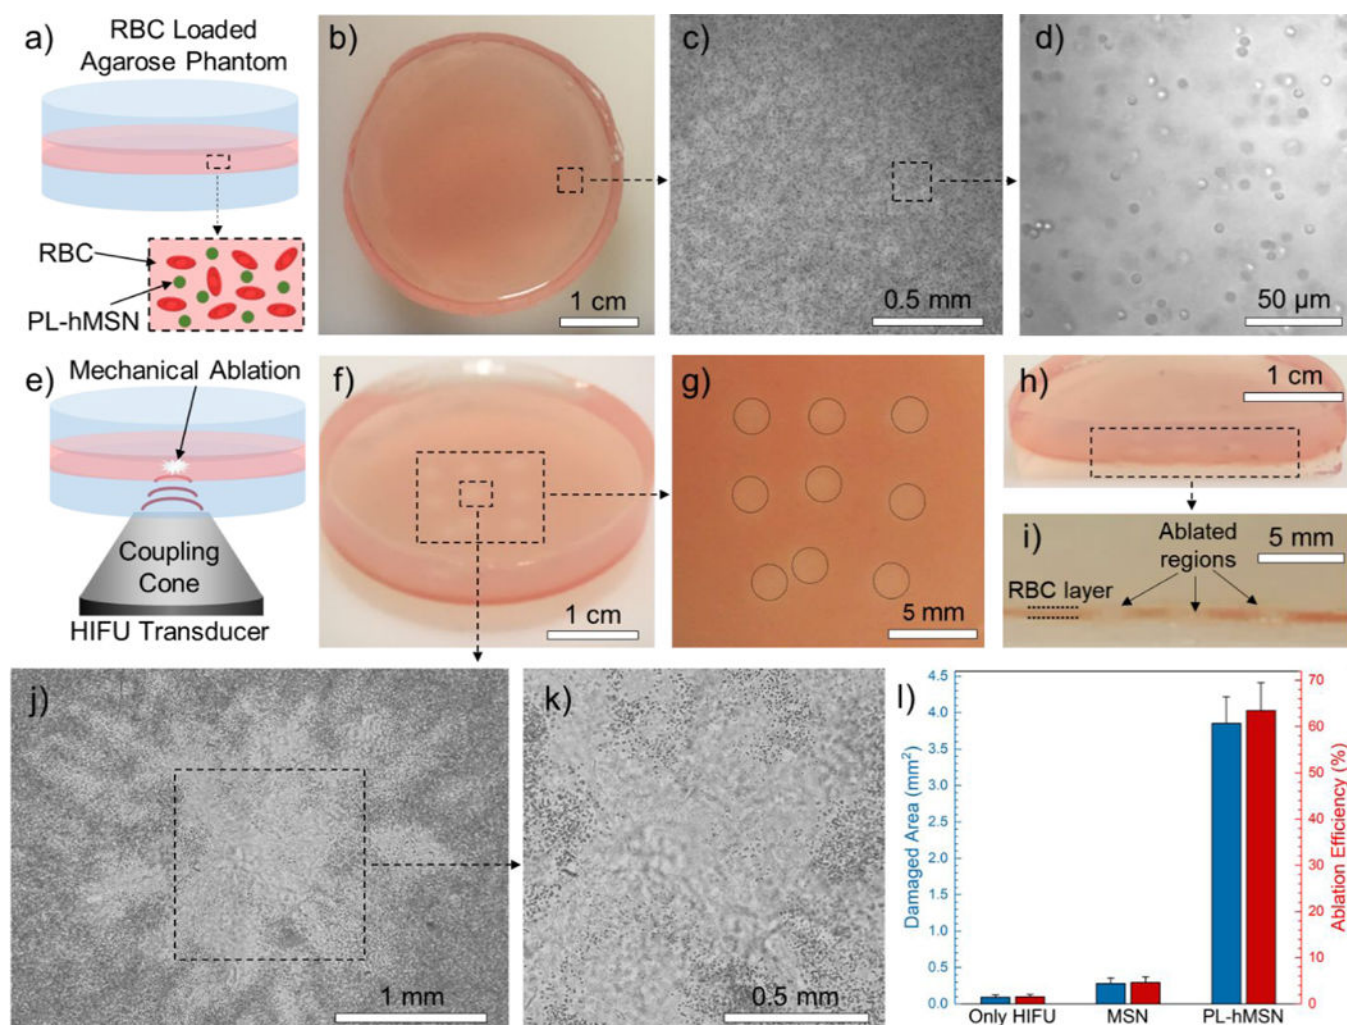 a)
RBC Loaded
Agarose Phantom
RBC
PL-hMSN
b)
1 cm
c)
0.5 mm
d)
50 µm
e)
Mechanical Ablation
Coupling
Cone
HIFU Transducer
f)
1 cm
g)
5 mm
h)
1 cm
i)
Ablated
regions
5 mm
RBC layer
j)
1 mm
k)
0.5 mm
l)
Damaged Area (mm²)
4.5
4.0
3.5
3.0
2.5
2.0
1.5
1.0
0.5
0.0
Only HIFU
MSN
PL-hMSN
70
60
50
40
30
20
10
0
Ablation Efficiency (%)